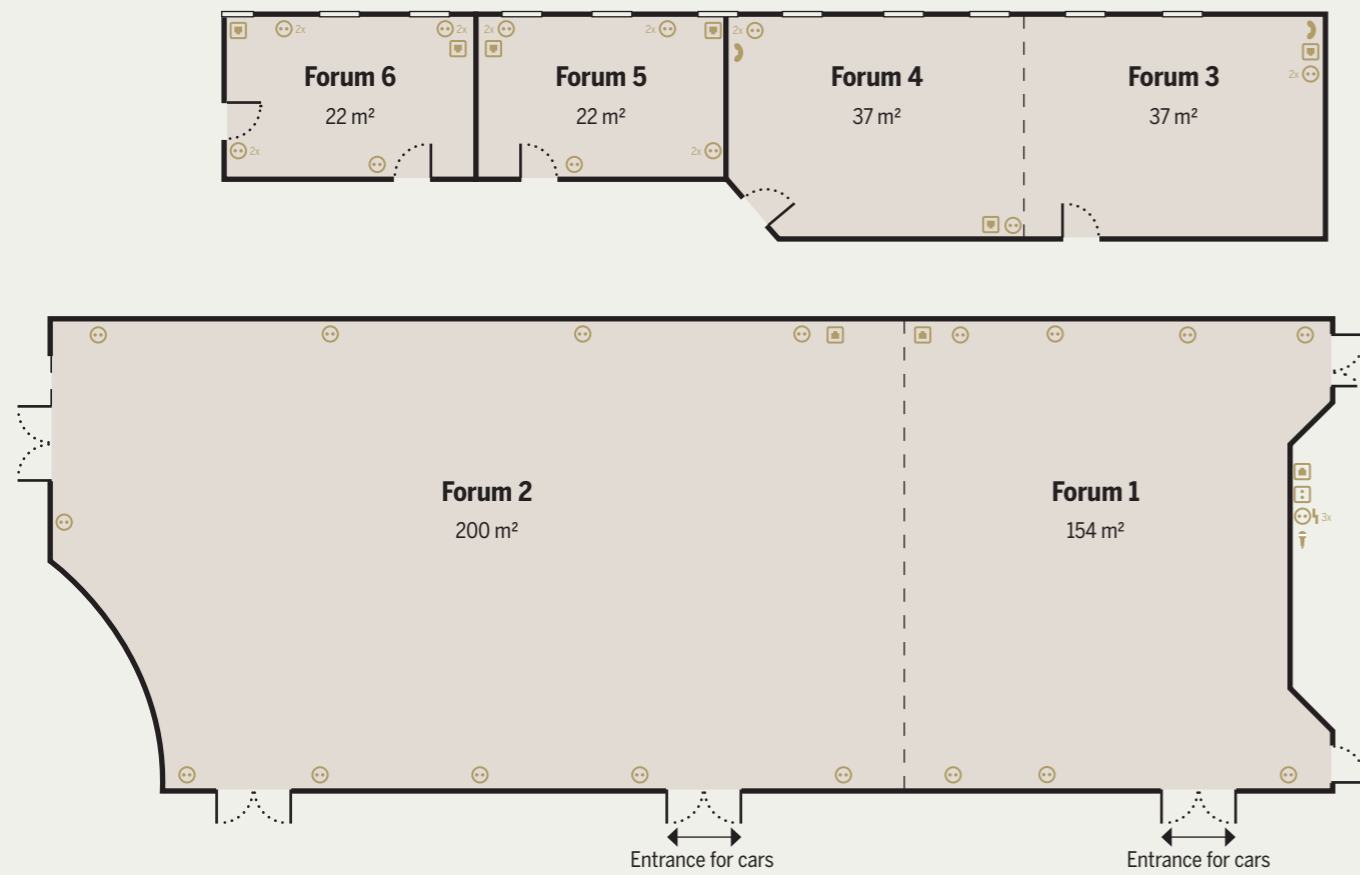 2x
2x
2x
2x
2x
Forum 6
Forum 5
Forum 4
Forum 3
2x
22 m²
22 m²
37 m²
37 m²
2x
2x
Forum 2
Forum 1
3x
200 m²
154 m²
Entrance for cars
Entrance for cars